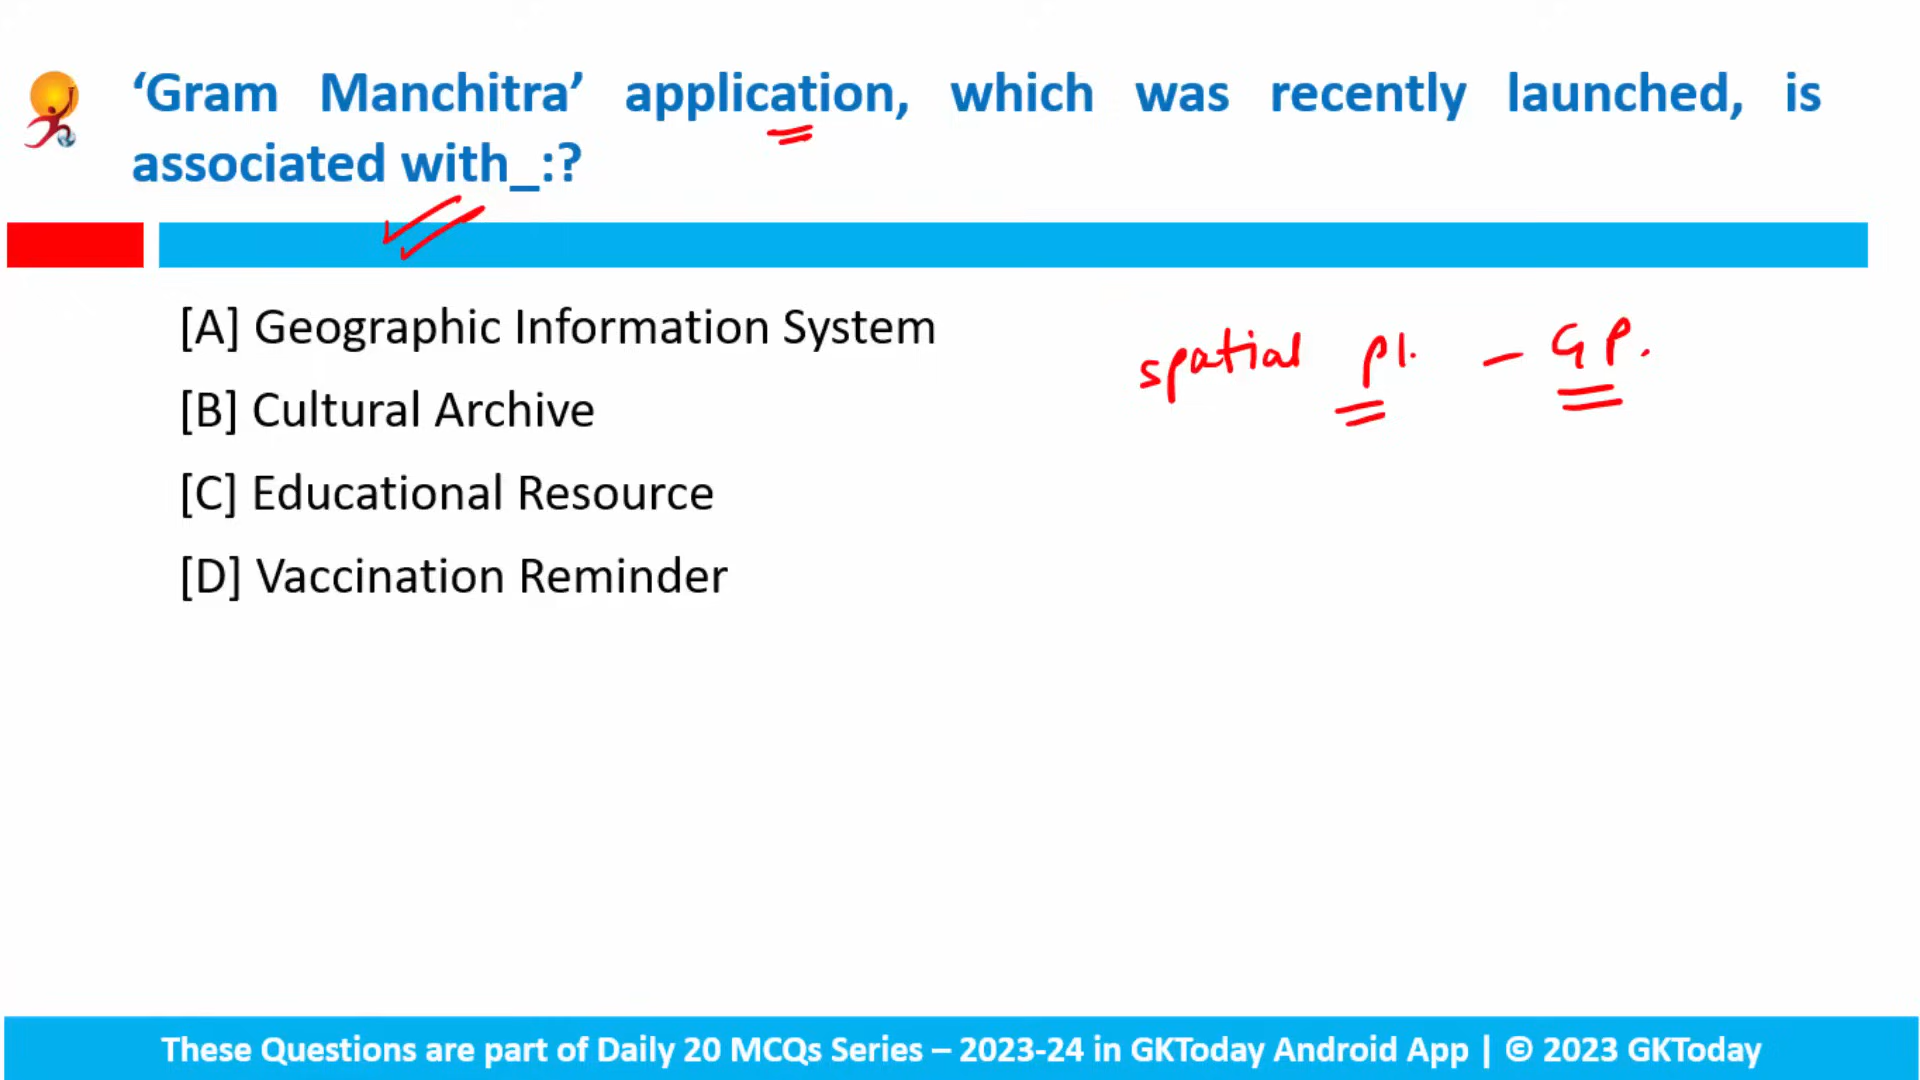 ‘Gram Manchitra’ application, which was recently launched, is
associated with_:?
[A] Geographic Information System
spatial pl. - GP.
[B] Cultural Archive
[C] Educational Resource
[D] Vaccination Reminder
These Questions are part of Daily 20 MCQs Series – 2023-24 in GKToday Android App | © 2023 GKToday